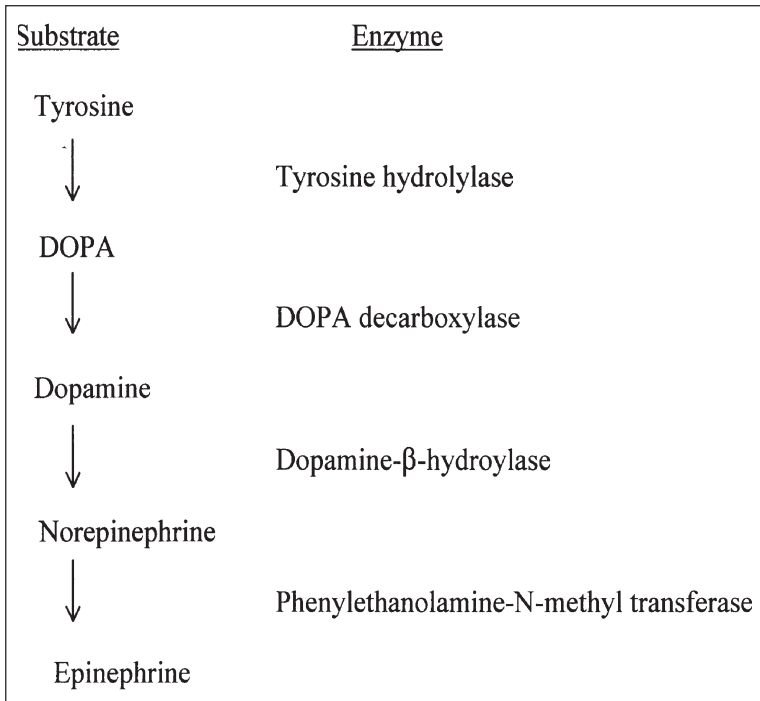 Substrate Enzyme
Tyrosine
Tyrosine hydrolylase
DOPA
DOPA decarboxylase
Dopamine
Dopamine-β-hydroylase
Norepinephrine
Phenylethanolamine-N-methyl transferase
Epinephrine